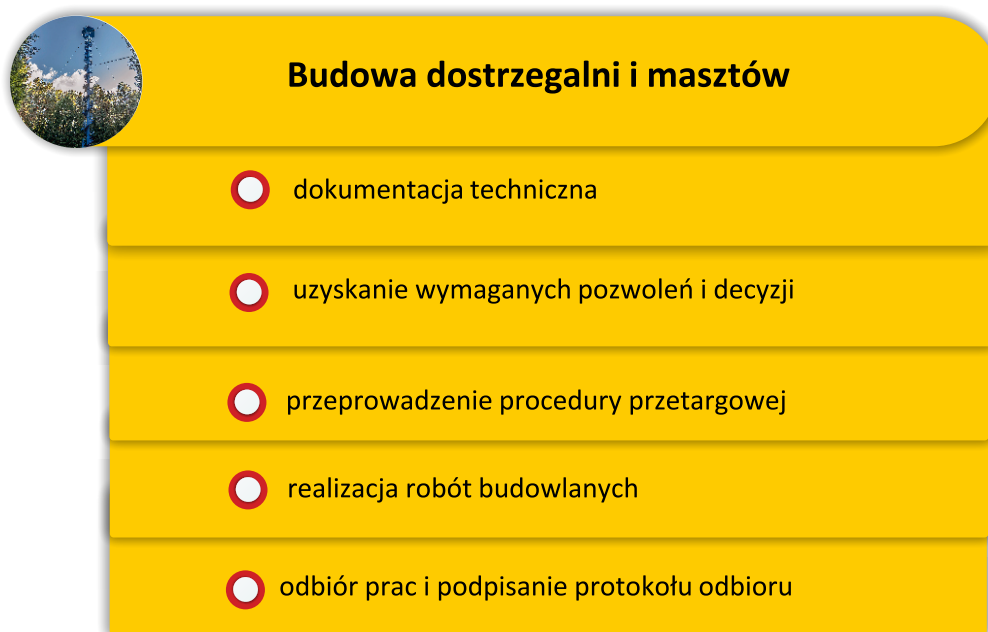 Budowa dostrzegalni i masztów
dokumentacja techniczna
uzyskanie wymaganych pozwoleń i decyzji
przeprowadzenie procedury przetargowej
realizacja robót budowlanych
odbiór prac i podpisanie protokołu odbioru